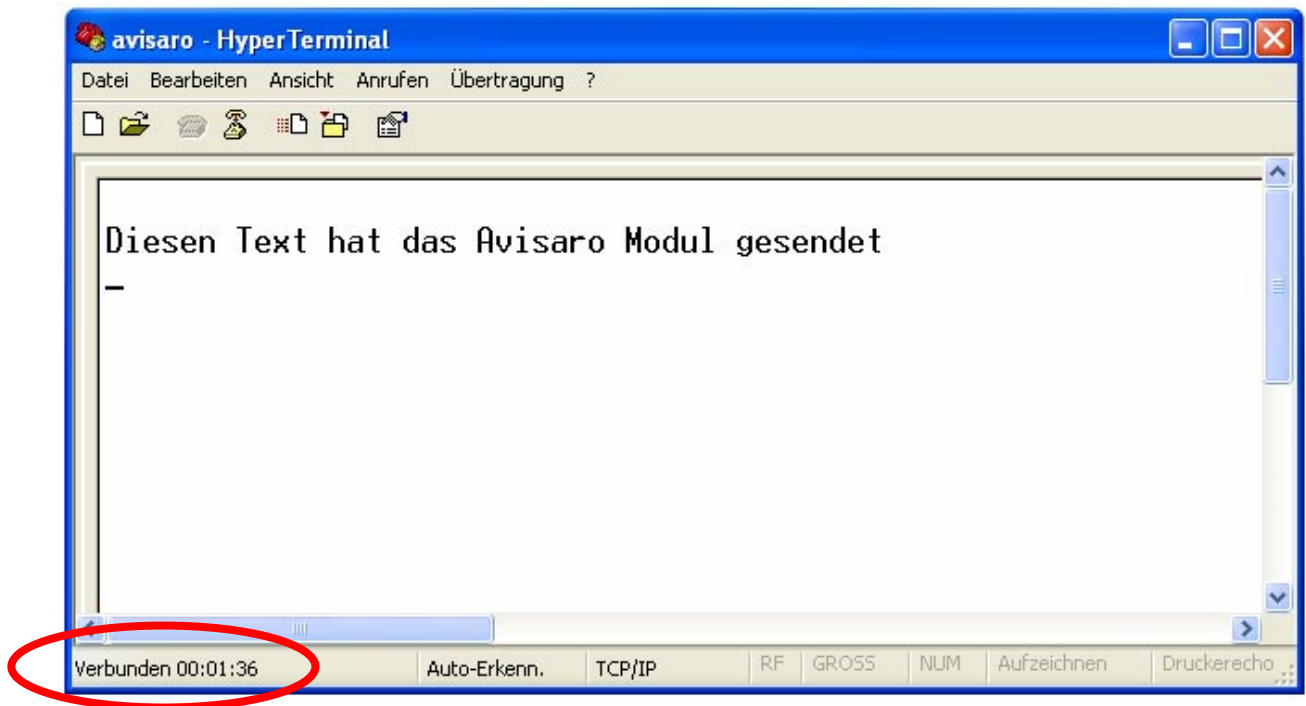 avisaro - HyperTerminal
Datei Bearbeiten Ansicht Anrufen Übertragung ?
Diesen Text hat das Avisaro Modul gesendet
Verbunden 00:01:36 Auto-Erkenn. TCP/IP RF GROSS NUM Aufzeichnen Druckerecho